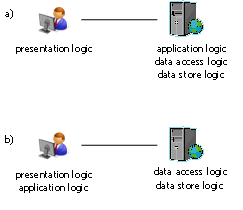 a)
presentation logic
application logic
data access logic
data store logic
b)
presentation logic
application logic
data access logic
data store logic